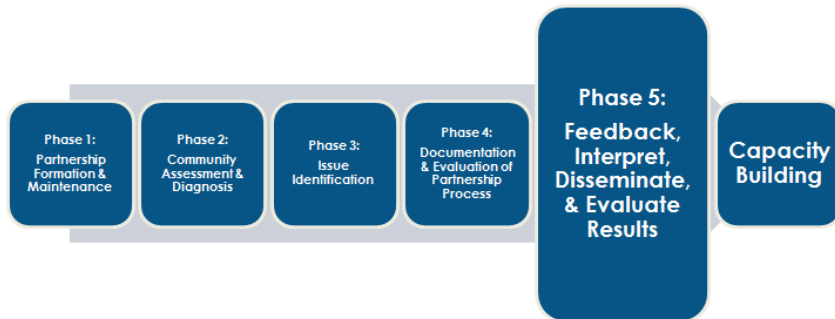 Phase 1:
Partnership
Formation &
Maintenance
Phase 2:
Community
Assessment &
Diagnosis
Phase 3:
Issue
Identification
Phase 4:
Documentation
& Evaluation of
Partnership
Process
Phase 5:
Feedback,
Interpret,
Disseminate,
& Evaluate
Results
Capacity
Building